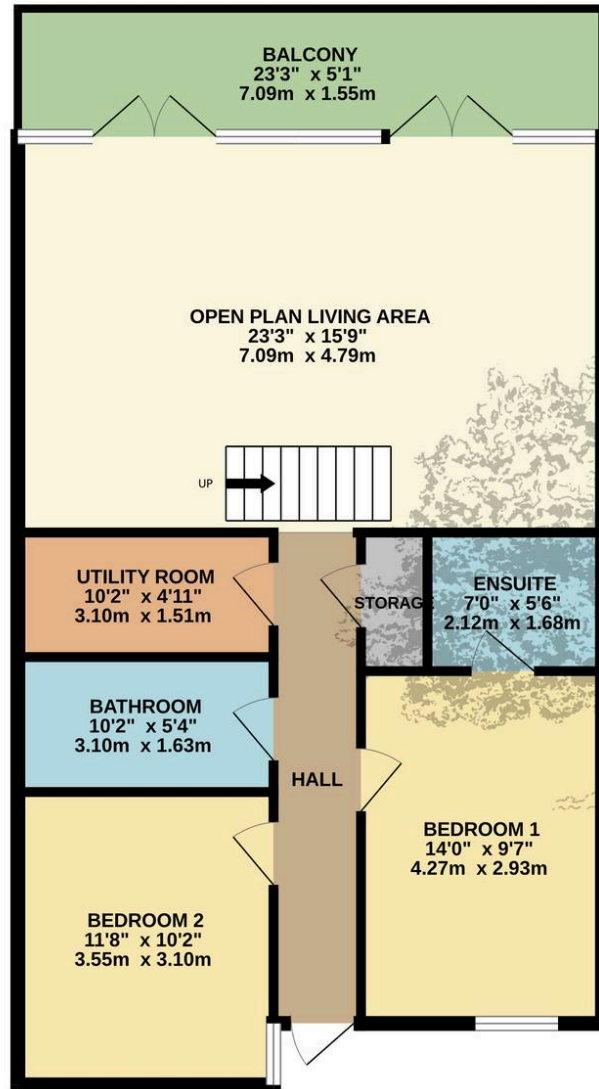 BALCONY
23'3" x 5'1"
7.09m x 1.55m
OPEN PLAN LIVING AREA
23'3" x 15'9"
7.09m x 4.79m
UP
UTILITY ROOM
10'2" x 4'11"
3.10m x 1.51m
STORAGE
ENSUITE
7'0" x 5'6"
2.12m x 1.68m
BATHROOM
10'2" x 5'4"
3.10m x 1.63m
HALL
BEDROOM 1
14'0" x 9'7"
4.27m x 2.93m
BEDROOM 2
11'8" x 10'2"
3.55m x 3.10m